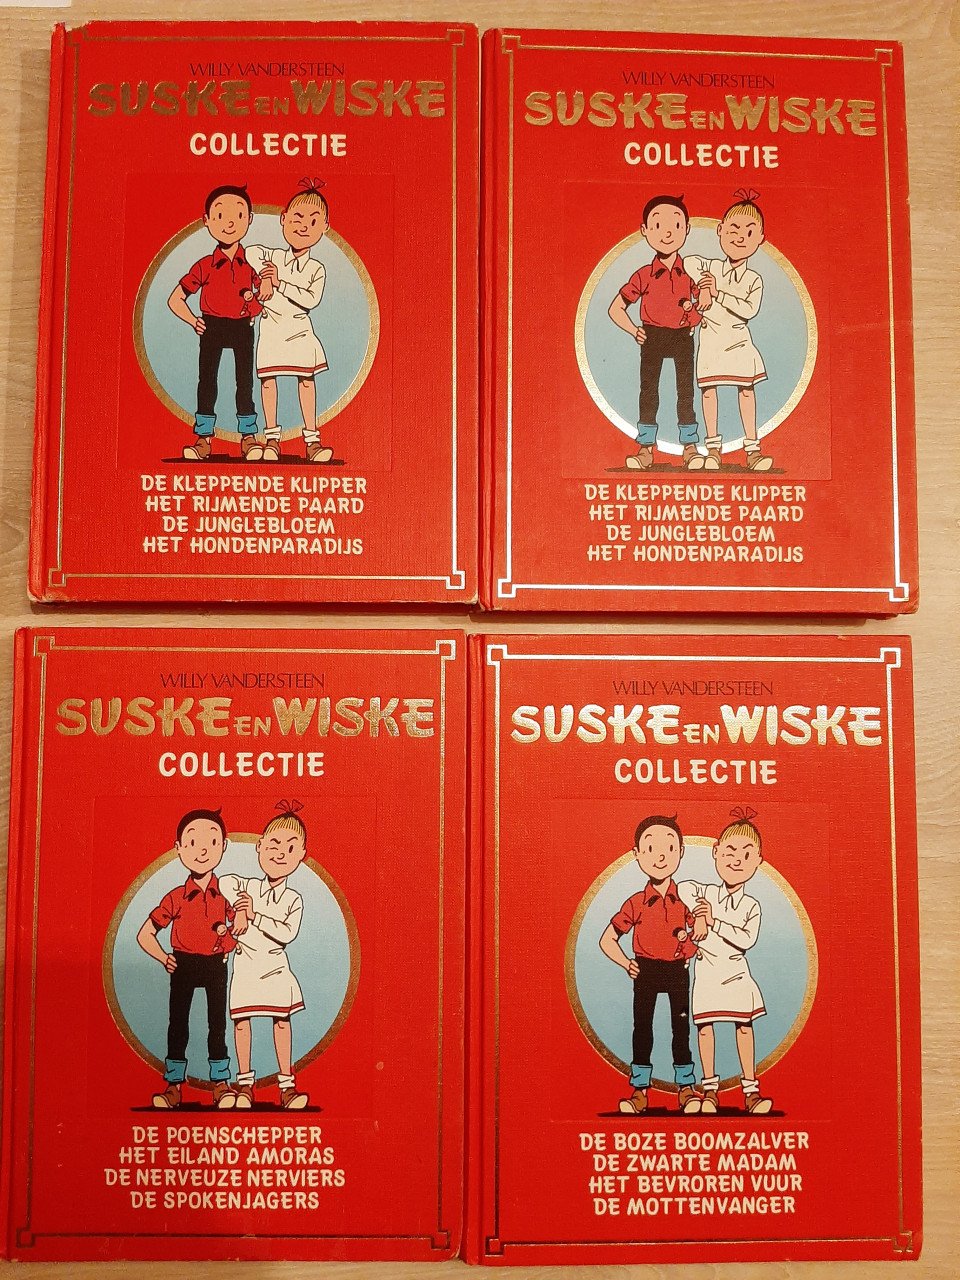 WILLY VANDERSTEEN
SUSKE EN WISKE
COLLECTIE
DE KLEPPENDE KLIPPER
HET RIJMENDE PAARD
DE JUNGLEBLOEM
HET HONDENPARADIJS
WILLY VANDERSTEEN
SUSKE EN WISKE
COLLECTIE
DE KLEPPENDE KLIPPER
HET RIJMENDE PAARD
DE JUNGLEBLOEM
HET HONDENPARADIJS
WILLY VANDERSTEEN
SUSKE EN WISKE
COLLECTIE
DE POENSCHEPPER
HET EILAND AMORAS
DE NERVEUZE NERVIERS
DE SPOKENJAGERS
WILLY VANDERSTEEN
SUSKE EN WISKE
COLLECTIE
DE BOZE BOOMZALVER
DE ZWARTE MADAM
HET BEVROREN VUUR
DE MOTTENVANGER